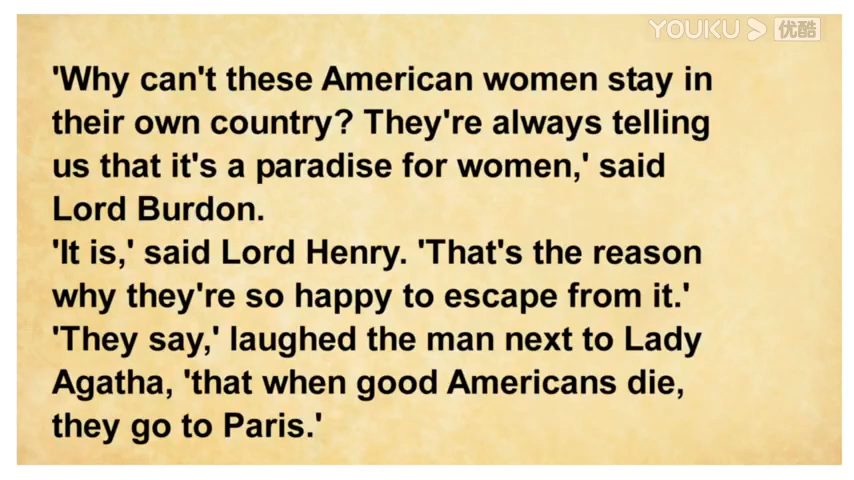 YOUKU 优酷
'Why can't these American women stay in
their own country? They're always telling
us that it's a paradise for women,' said
Lord Burdon.
'It is,' said Lord Henry. 'That's the reason
why they're so happy to escape from it.'
'They say,' laughed the man next to Lady
Agatha, 'that when good Americans die,
they go to Paris.'